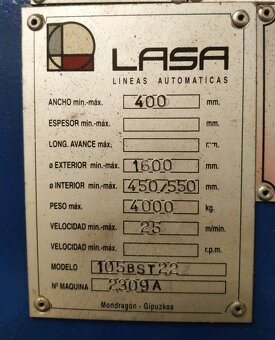 LASA
LINEAS AUTOMATICAS
ANCHO min.-máx. 400 mm.
ESPESOR min.-máx. mm.
LONG. AVANCE máx. mm.
ø EXTERIOR min.-máx. 1600 mm.
ø INTERIOR min.-máx. 450/550 mm.
PESO máx. 4000 kg.
VELOCIDAD min.-máx. 25 m/min.
VELOCIDAD min.-máx. r.p.m.
MODELO 105BST22
Nº MAQUINA 2309A
Mondragón - Gipuzkoa